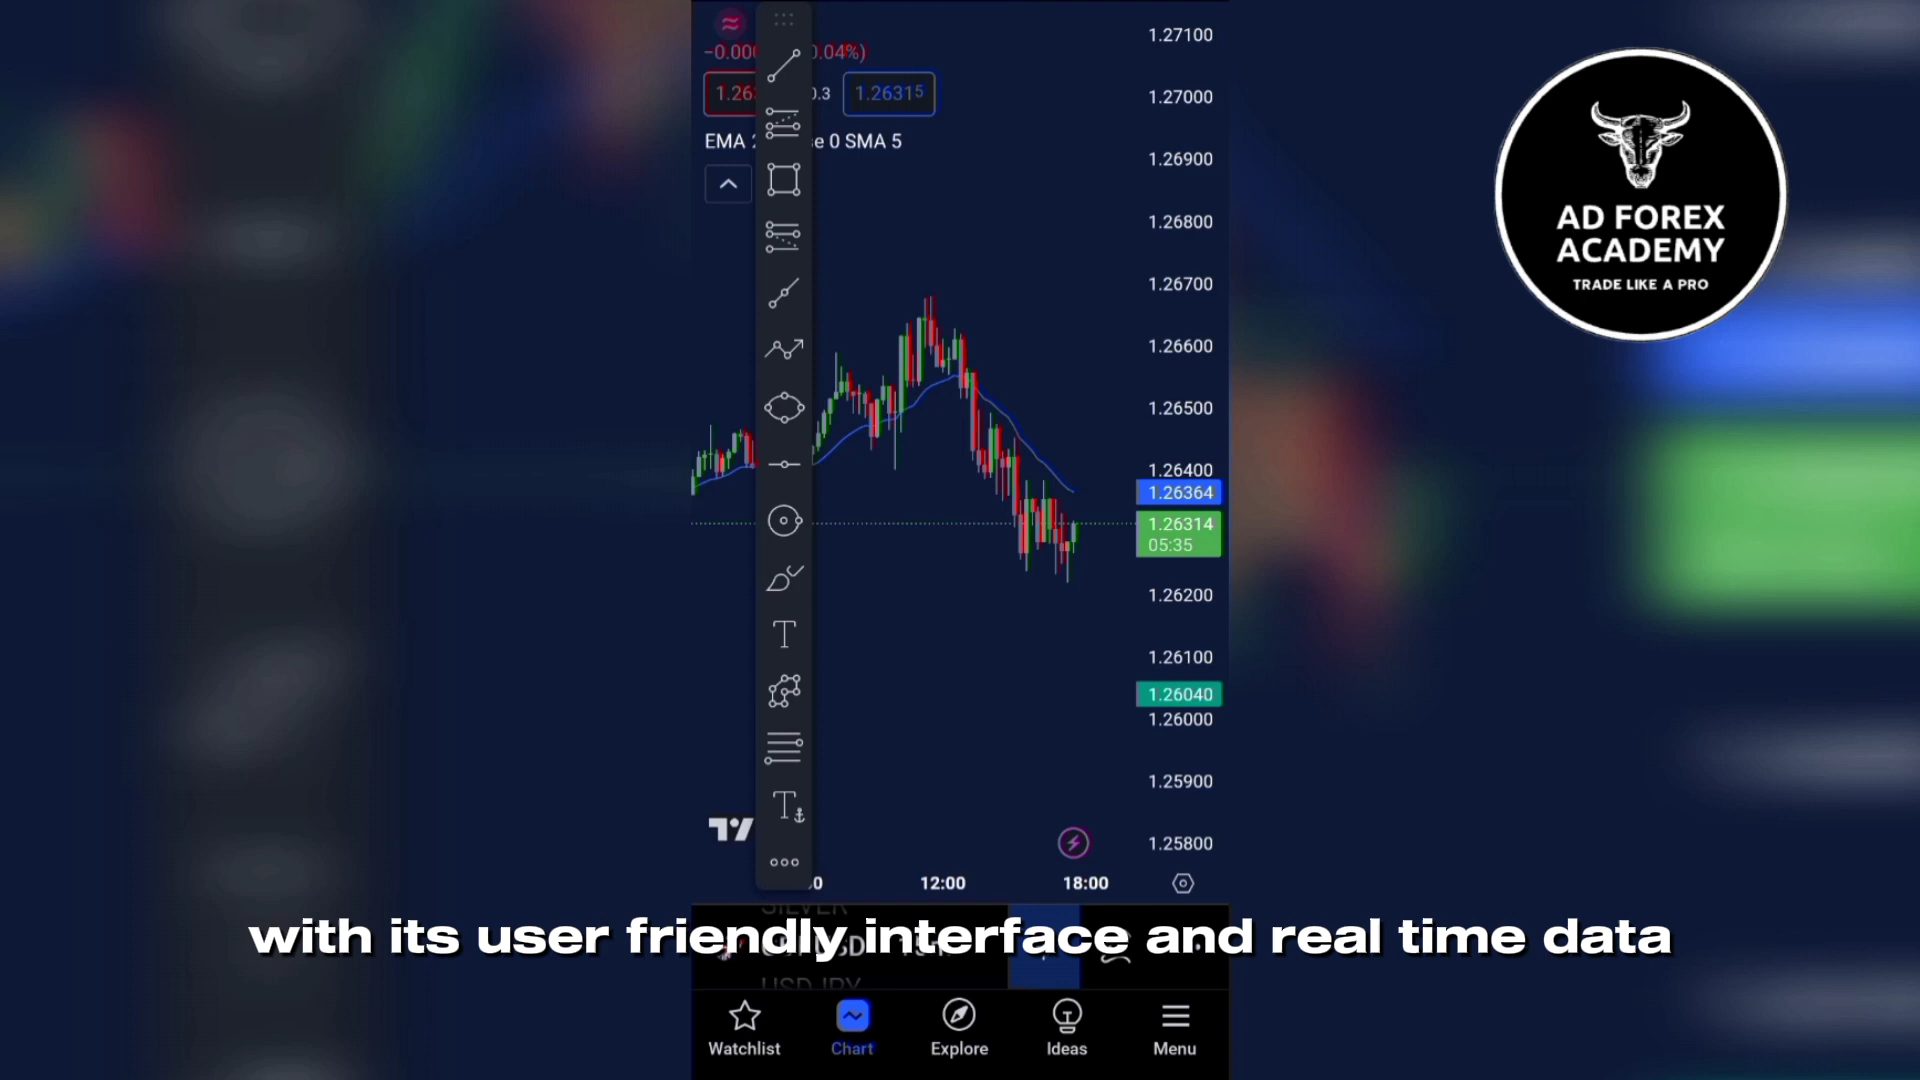 1.27100
0.04%)
1.27000
0.3
1.26315
EMA
0 SMA 5
1.26900
1.26800
1.26700
1.26600
1.26500
1.26400
1.26364
1.26314
05:35
1.26200
1.26100
1.26040
1.26000
1.25900
1.25800
12:00
18:00
AD FOREX
ACADEMY
TRADE LIKE A PRO
SILVER
with its user friendly interface and real time data
USDJPY
Watchlist
Chart
Explore
Ideas
Menu